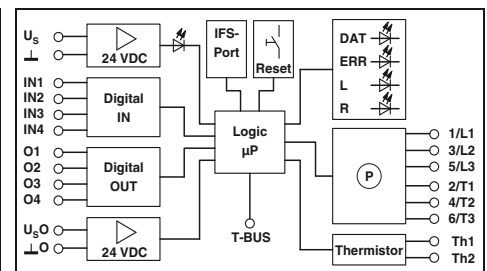 Us
⊥
24 VDC
IFS-
Port
Reset
DAT
ERR
L
R
IN1
IN2
IN3
IN4
Digital
IN
Logic
µP
O1
O2
O3
O4
Digital
OUT
P
1/L1
3/L2
5/L3
2/T1
4/T2
6/T3
UsO
⊥O
24 VDC
T-BUS
Thermistor
Th1
Th2